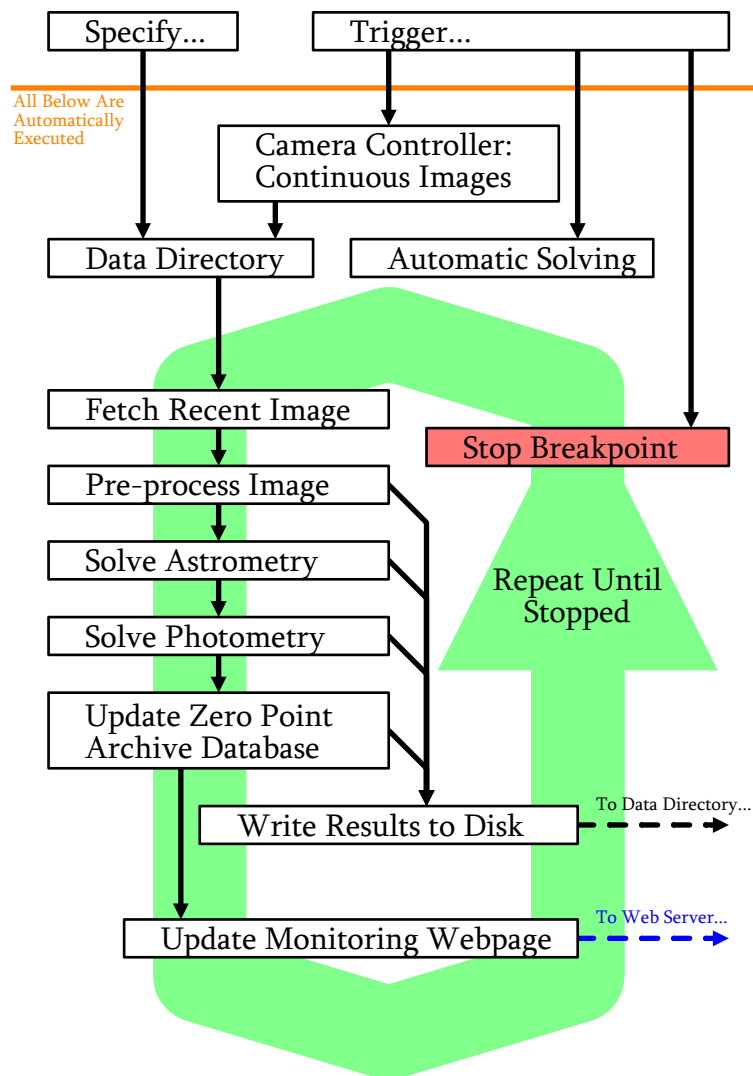 Specify...
Trigger...
All Below Are
Automatically
Executed
Camera Controller:
Continuous Images
Data Directory
Automatic Solving
Fetch Recent Image
Stop Breakpoint
Pre-process Image
Solve Astrometry
Repeat Until
Stopped
Solve Photometry
Update Zero Point
Archive Database
To Data Directory...
Write Results to Disk
To Web Server...
Update Monitoring Webpage